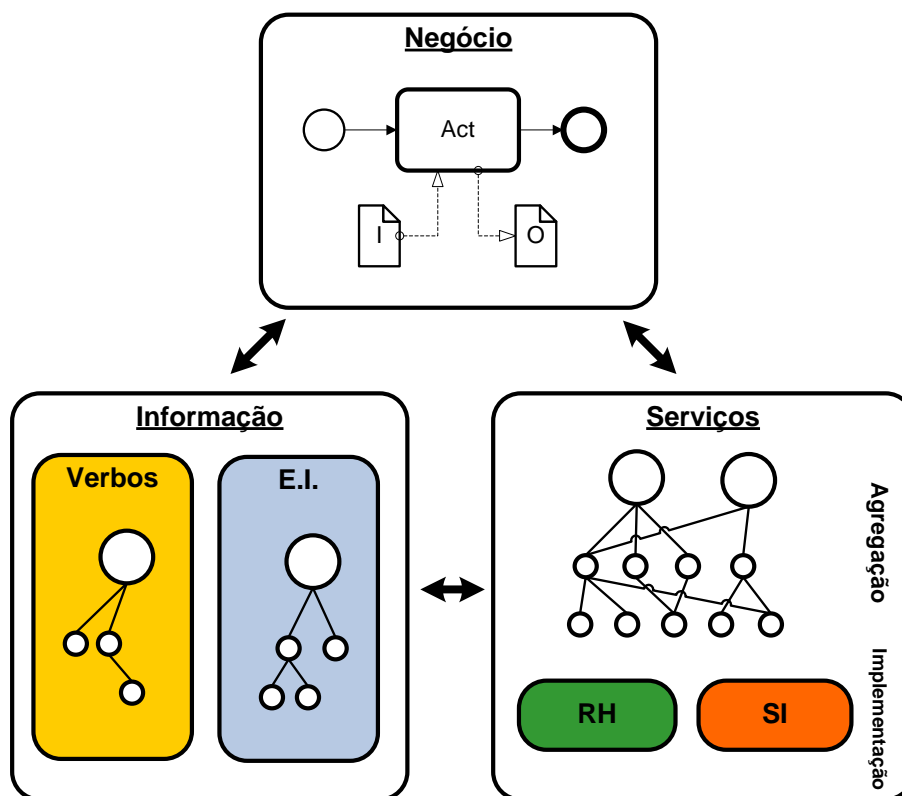 Negócio
Act
I
O
Informação
Verbos
E.I.
Serviços
Agregação
RH
SI
Implementação